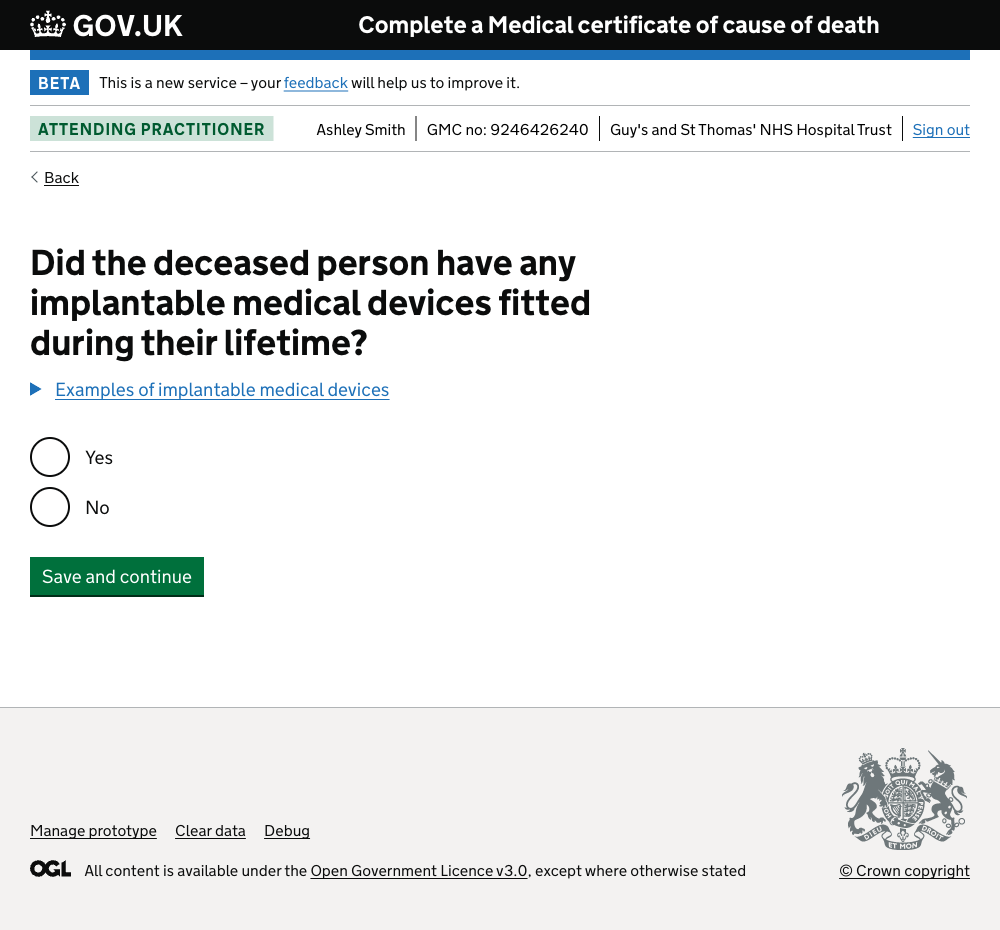 GOV.UK
Complete a Medical certificate of cause of death
BETA This is a new service – your feedback will help us to improve it.
ATTENDING PRACTITIONER
Ashley Smith
GMC no: 9246426240
Guy's and St Thomas' NHS Hospital Trust
Sign out
Back
Did the deceased person have any
implantable medical devices fitted
during their lifetime?
Examples of implantable medical devices
Yes
No
Save and continue
Manage prototype Clear data Debug
OGL All content is available under the Open Government Licence v3.0, except where otherwise stated
DIEU ET MON DROIT
© Crown copyright